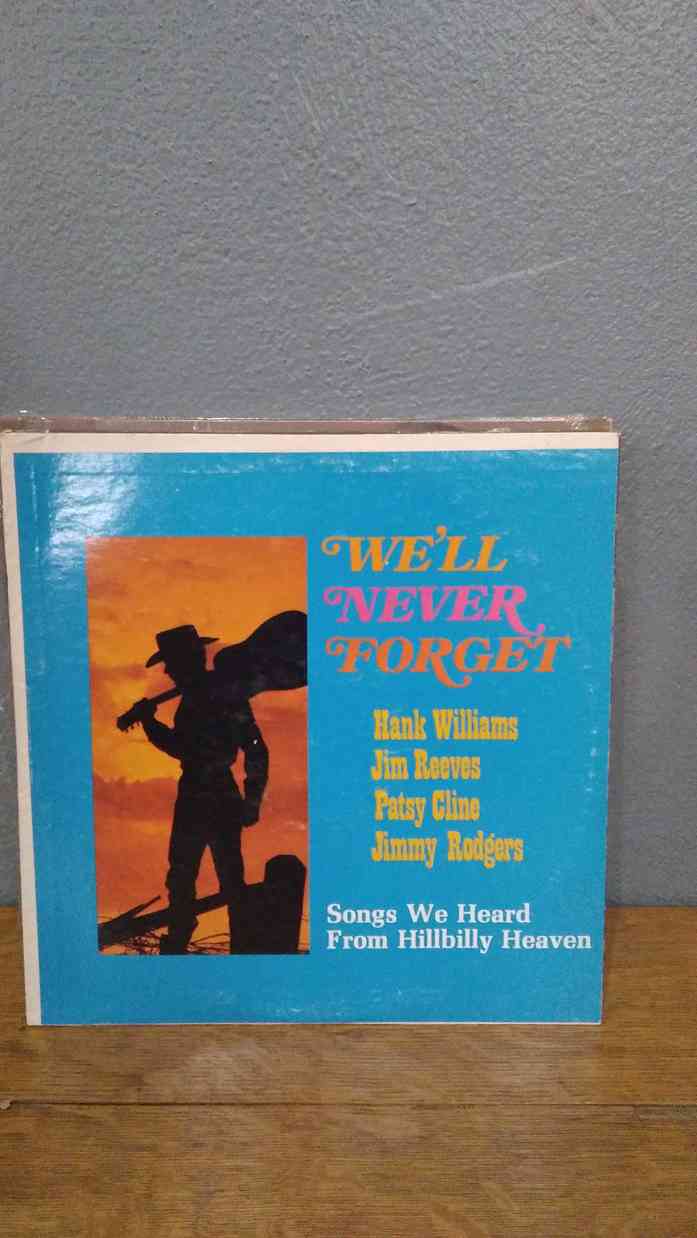 WE'LL
NEVER
FORGET
Hank Williams
Jim Reeves
Patsy Cline
Jimmy Rodgers
Songs We Heard
From Hillbilly Heaven